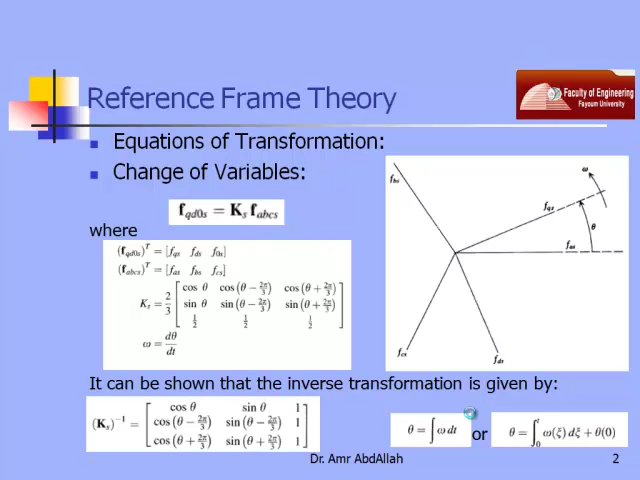 Reference Frame Theory
Faculty of Engineering
Fayoum University
Equations of Transformation:
Change of Variables:
f_qd0s = K_s f_abcs
where
(f_qd0s)^T = [f_qs f_ds f_0s]
(f_abcs)^T = [f_as f_bs f_cs]
K_s = 2/3 [cos θ cos(θ − 2π/3) cos(θ + 2π/3)
sin θ sin(θ − 2π/3) sin(θ + 2π/3)
1/2 1/2 1/2]
ω = dθ/dt
f_bs
ω
f_qs
θ
f_as
f_cs
f_ds
It can be shown that the inverse transformation is given by:
(K_s)^−1 = [cos θ sin θ 1
cos(θ − 2π/3) sin(θ − 2π/3) 1
cos(θ + 2π/3) sin(θ + 2π/3) 1]
θ = ∫ ω dt or θ = ∫_0^t ω(ξ) dξ + θ(0)
Dr. Amr AbdAllah
2